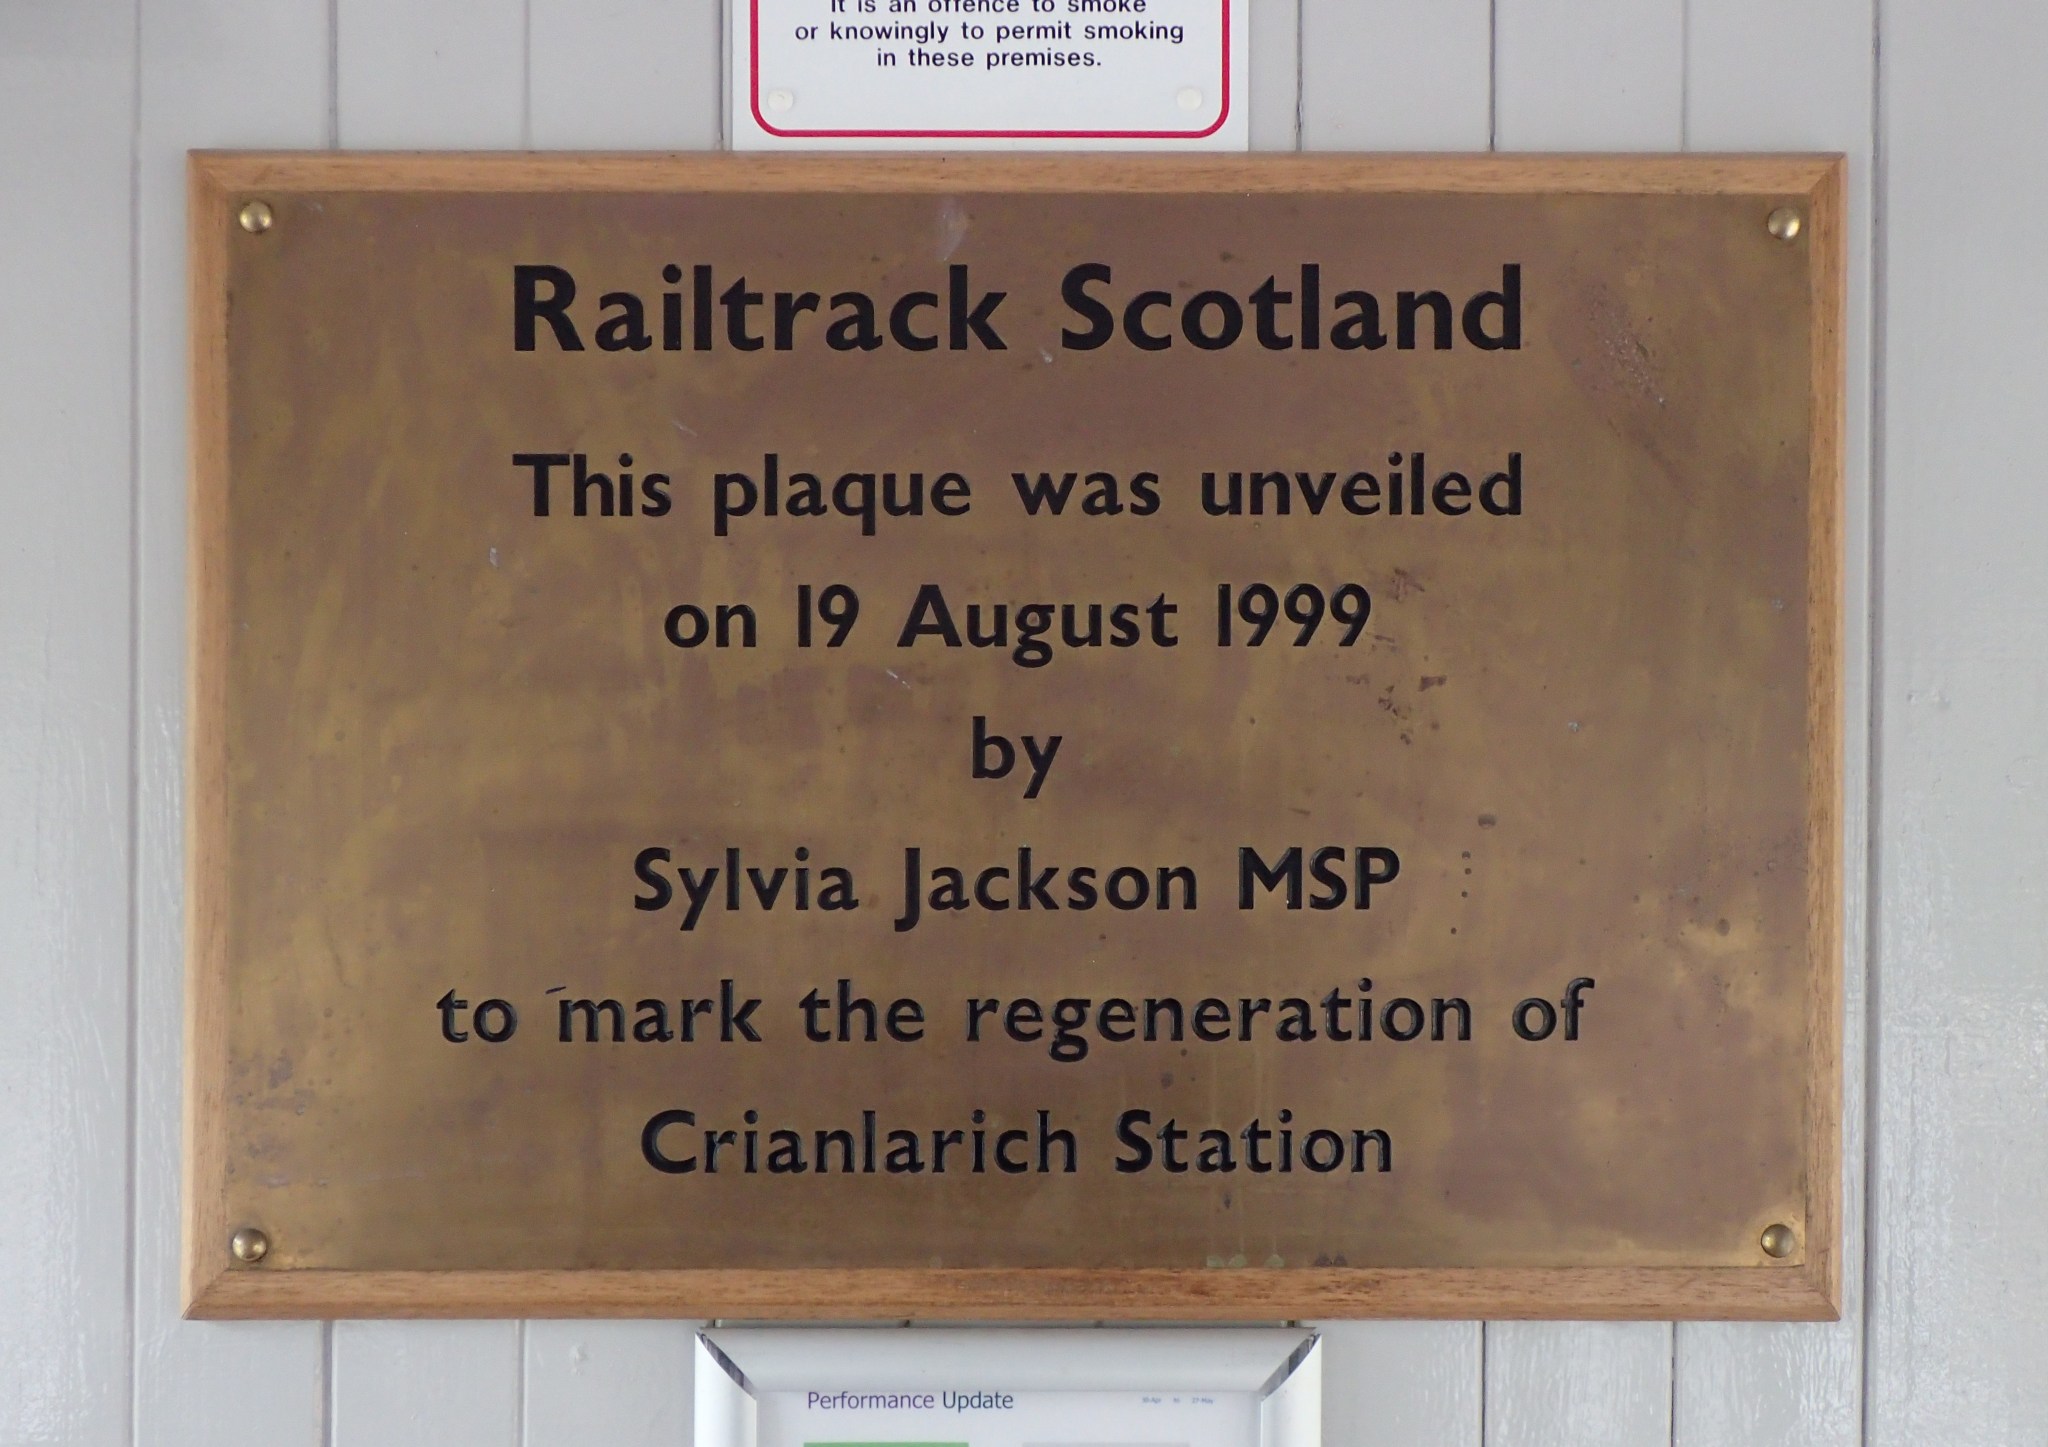 It is an offence to smoke
or knowingly to permit smoking
in these premises.
Railtrack Scotland
This plaque was unveiled
on 19 August 1999
by
Sylvia Jackson MSP
to mark the regeneration of
Crianlarich Station
Performance Update